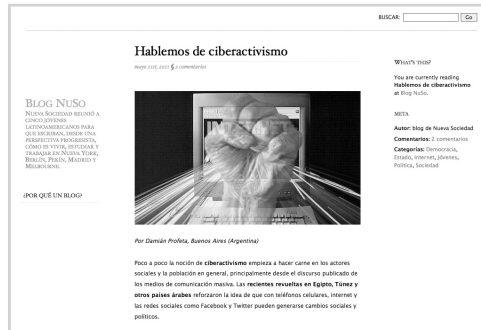 BUSCAR:
Go
Hablemos de ciberactivismo
mayo 21st, 2011 § 2 comentarios
BLOG NUSO
NUEVA SOCIEDAD REUNIÓ A
CINCO JÓVENES
LATINOAMERICANOS PARA
QUE ESCRIBAN, DESDE UNA
PERSPECTIVA PROGRESISTA,
CÓMO ES VIVIR, ESTUDIAR Y
TRABAJAR EN NUEVA YORK,
BERLÍN, PEKÍN, MADRID Y
MELBOURNE.
¿POR QUÉ UN BLOG?
Por Damián Profeta, Buenos Aires (Argentina)
Poco a poco la noción de ciberactivismo empieza a hacer carne en los actores
sociales y la población en general, principalmente desde el discurso publicado de
los medios de comunicación masiva. Las recientes revueltas en Egipto, Túnez y
otros países árabes reforzaron la idea de que con teléfonos celulares, internet y
las redes sociales como Facebook y Twitter pueden generarse cambios sociales y
políticos.
WHAT'S THIS?
You are currently reading
Hablemos de ciberactivismo
at Blog NuSo.
META
Autor: blog de Nueva Sociedad
Comentarios: 2 comentarios
Categorías: Democracia,
Estado, Internet, Jóvenes,
Política, Sociedad